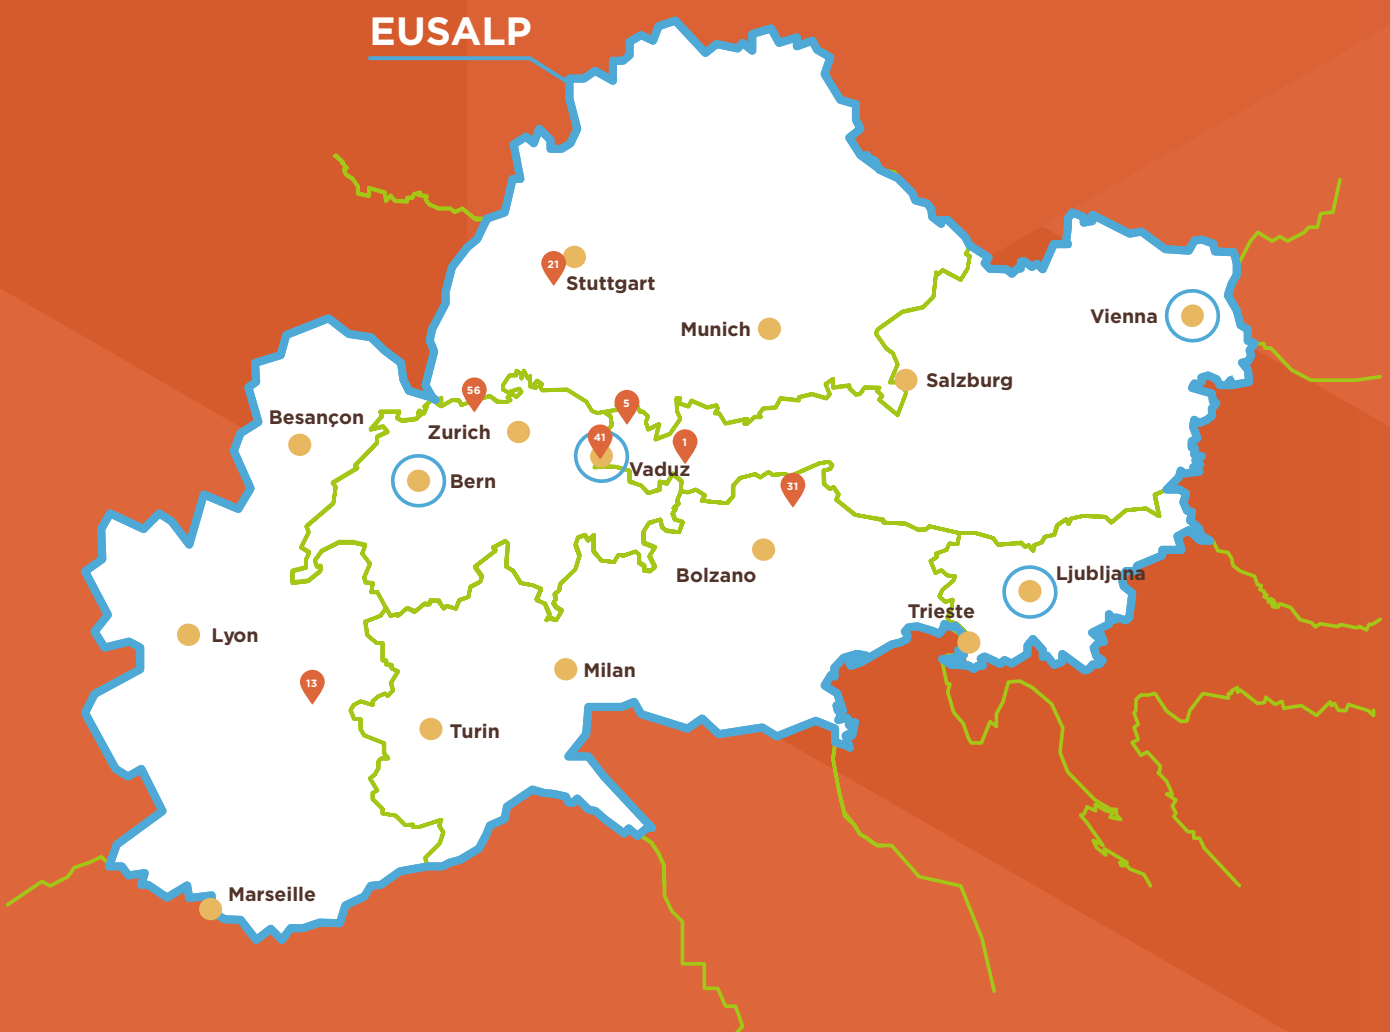 EUSALP
21
Stuttgart
Vienna
Munich
Salzburg
56
5
Besançon
Zurich
41
1
Vaduz
Bern
31
Bolzano
Ljubljana
Trieste
Lyon
Milan
13
Turin
Marseille